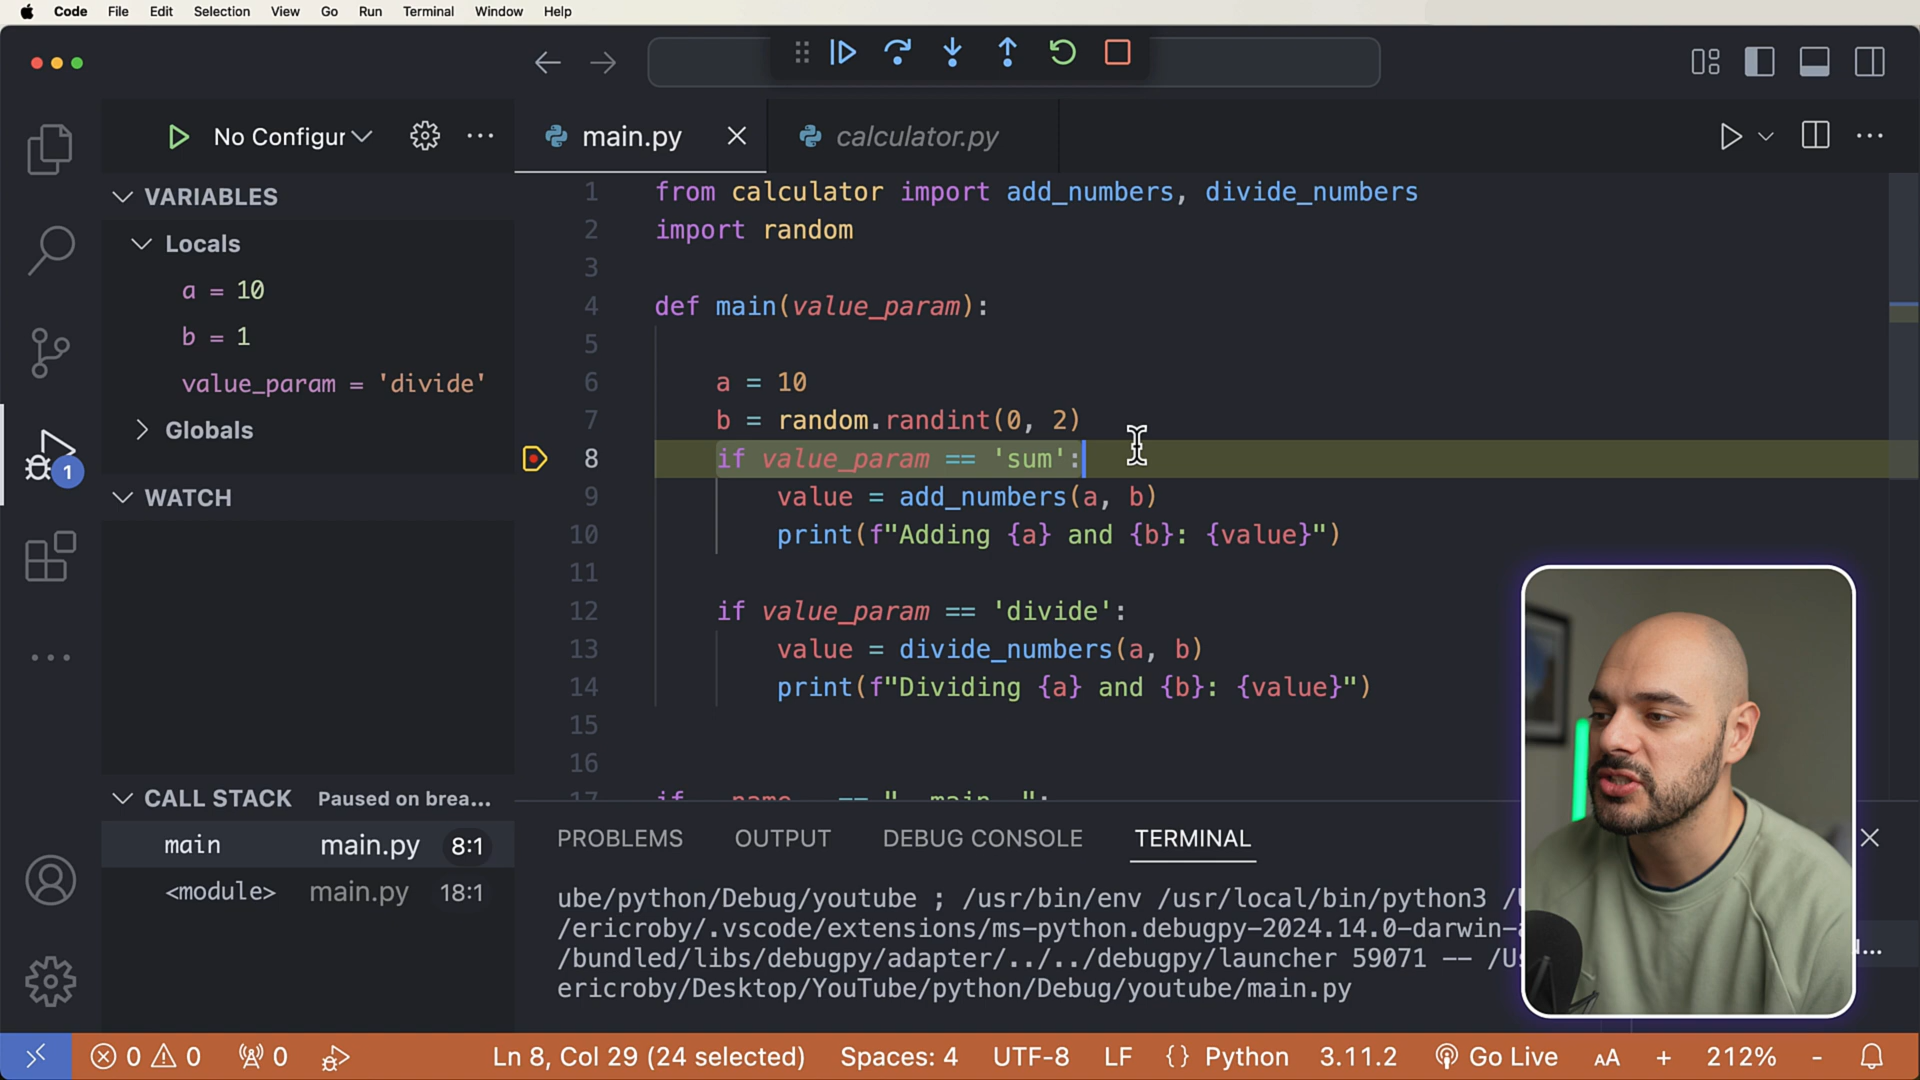 Code File Edit Selection View Go Run Terminal Window Help
No Configur
main.py
calculator.py
VARIABLES
Locals
a = 10
b = 1
value_param = 'divide'
Globals
1
WATCH
CALL STACK Paused on brea...
main main.py 8:1
<module> main.py 18:1
1 from calculator import add_numbers, divide_numbers
2 import random
3
4 def main(value_param):
5
6 a = 10
7 b = random.randint(0, 2)
8 if value_param == 'sum':
9 value = add_numbers(a, b)
10 print(f"Adding {a} and {b}: {value}")
11
12 if value_param == 'divide':
13 value = divide_numbers(a, b)
14 print(f"Dividing {a} and {b}: {value}")
15
16
17 if __name__ == "__main__":
PROBLEMS OUTPUT DEBUG CONSOLE TERMINAL
ube/python/Debug/youtube ; /usr/bin/env /usr/local/bin/python3
/ericroby/.vscode/extensions/ms-python.debugpy-2024.14.0-darwin-
/bundled/libs/debugpy/adapter/../../debugpy/launcher 59071 --
ericroby/Desktop/YouTube/python/Debug/youtube/main.py
0 0 0 Ln 8, Col 29 (24 selected) Spaces: 4 UTF-8 LF {} Python 3.11.2 Go Live AA + 212% -